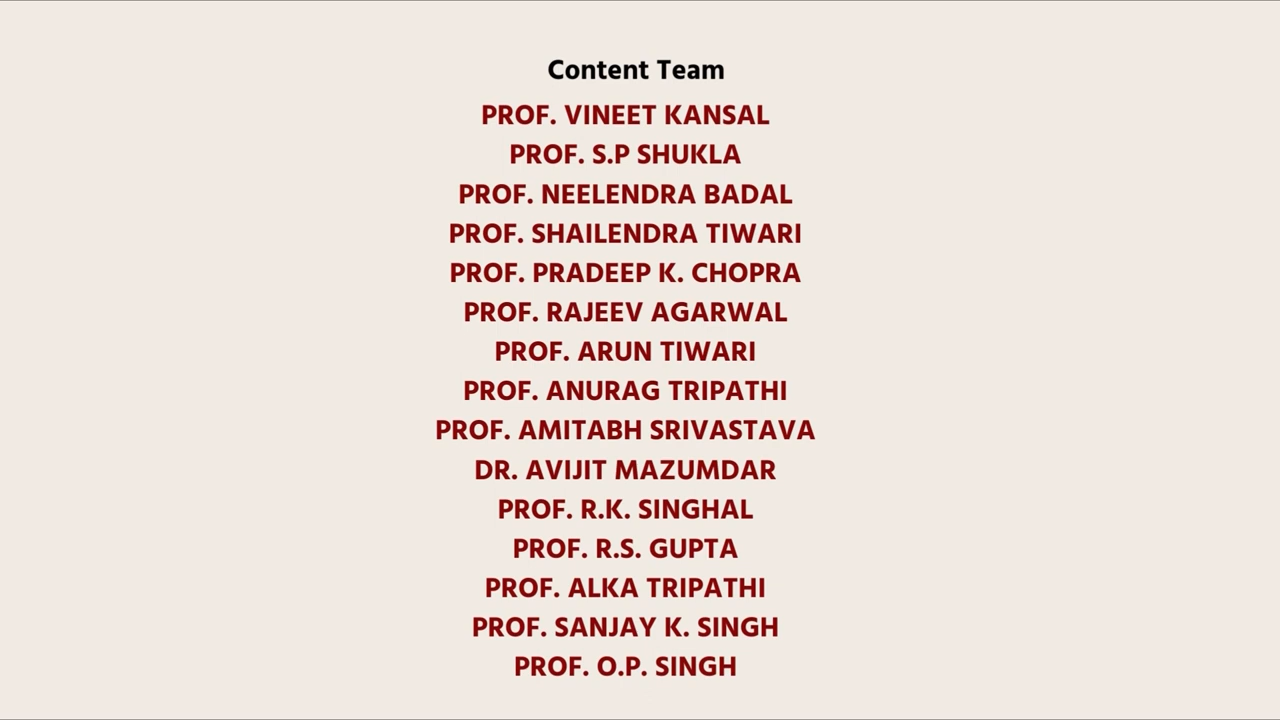 Content Team
PROF. VINEET KANSAL
PROF. S.P SHUKLA
PROF. NEELENDRA BADAL
PROF. SHAILENDRA TIWARI
PROF. PRADEEP K. CHOPRA
PROF. RAJEEV AGARWAL
PROF. ARUN TIWARI
PROF. ANURAG TRIPATHI
PROF. AMITABH SRIVASTAVA
DR. AVIJIT MAZUMDAR
PROF. R.K. SINGHAL
PROF. R.S. GUPTA
PROF. ALKA TRIPATHI
PROF. SANJAY K. SINGH
PROF. O.P. SINGH